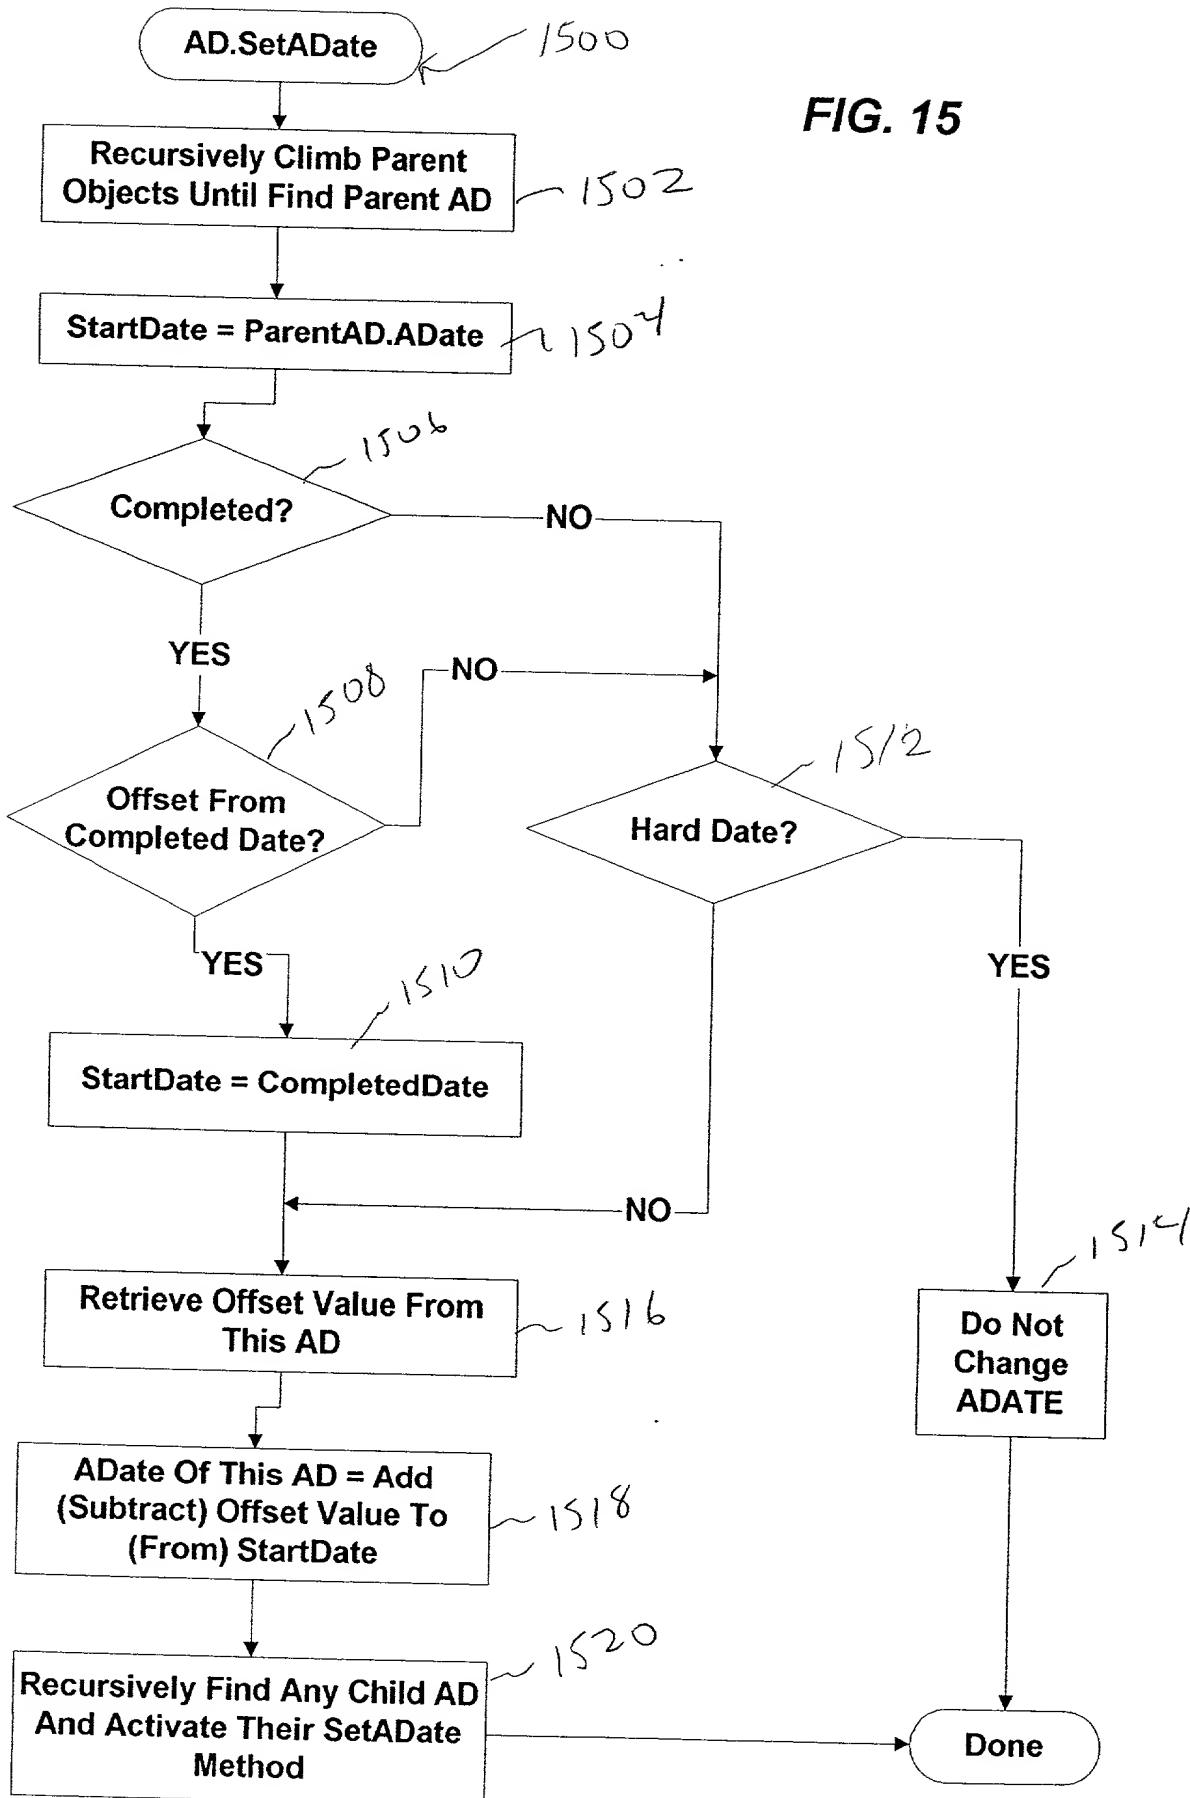 AD.SetADate
1500
FIG. 15
Recursively Climb Parent
Objects Until Find Parent AD
1502
StartDate = ParentAD.ADate
1504
1506
Completed?
NO
YES
NO
1508
1512
Offset From
Completed Date?
Hard Date?
YES
YES
1510
StartDate = CompletedDate
NO
1514
Retrieve Offset Value From
This AD
1516
Do Not
Change
ADATE
ADate Of This AD = Add
(Subtract) Offset Value To
(From) StartDate
1518
1520
Recursively Find Any Child AD
And Activate Their SetADate
Method
Done